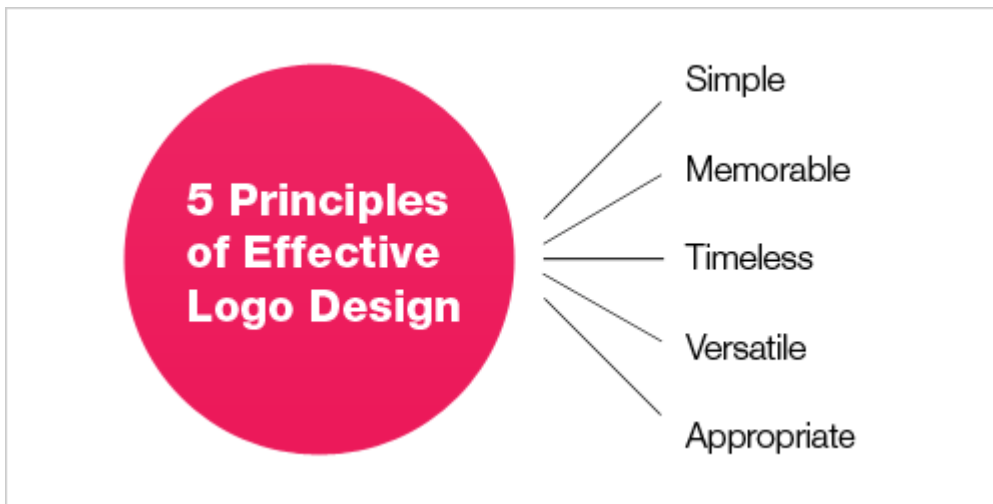 5 Principles
of Effective
Logo Design
Simple
Memorable
Timeless
Versatile
Appropriate